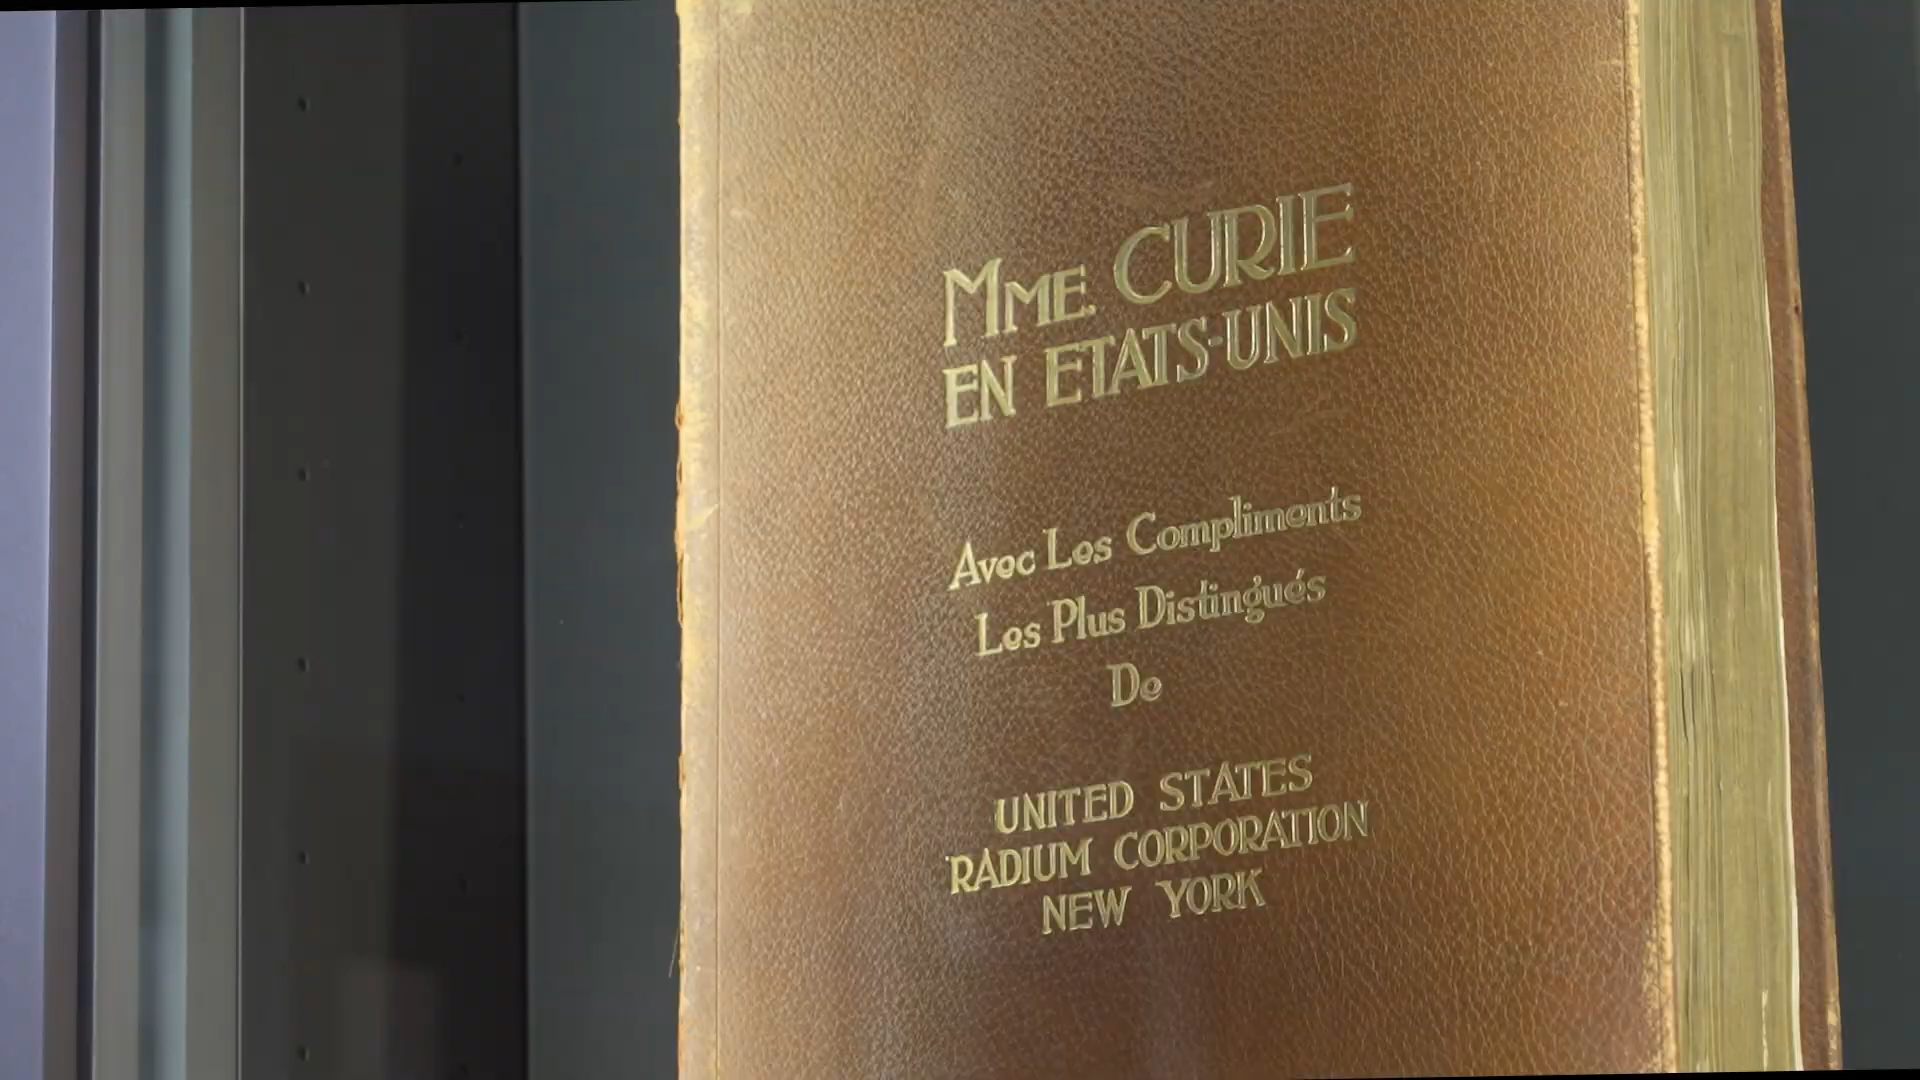 MME CURIE
EN ETATS-UNIS
Avec Les Compliments
Les Plus Distingués
De
UNITED STATES
RADIUM CORPORATION
NEW YORK